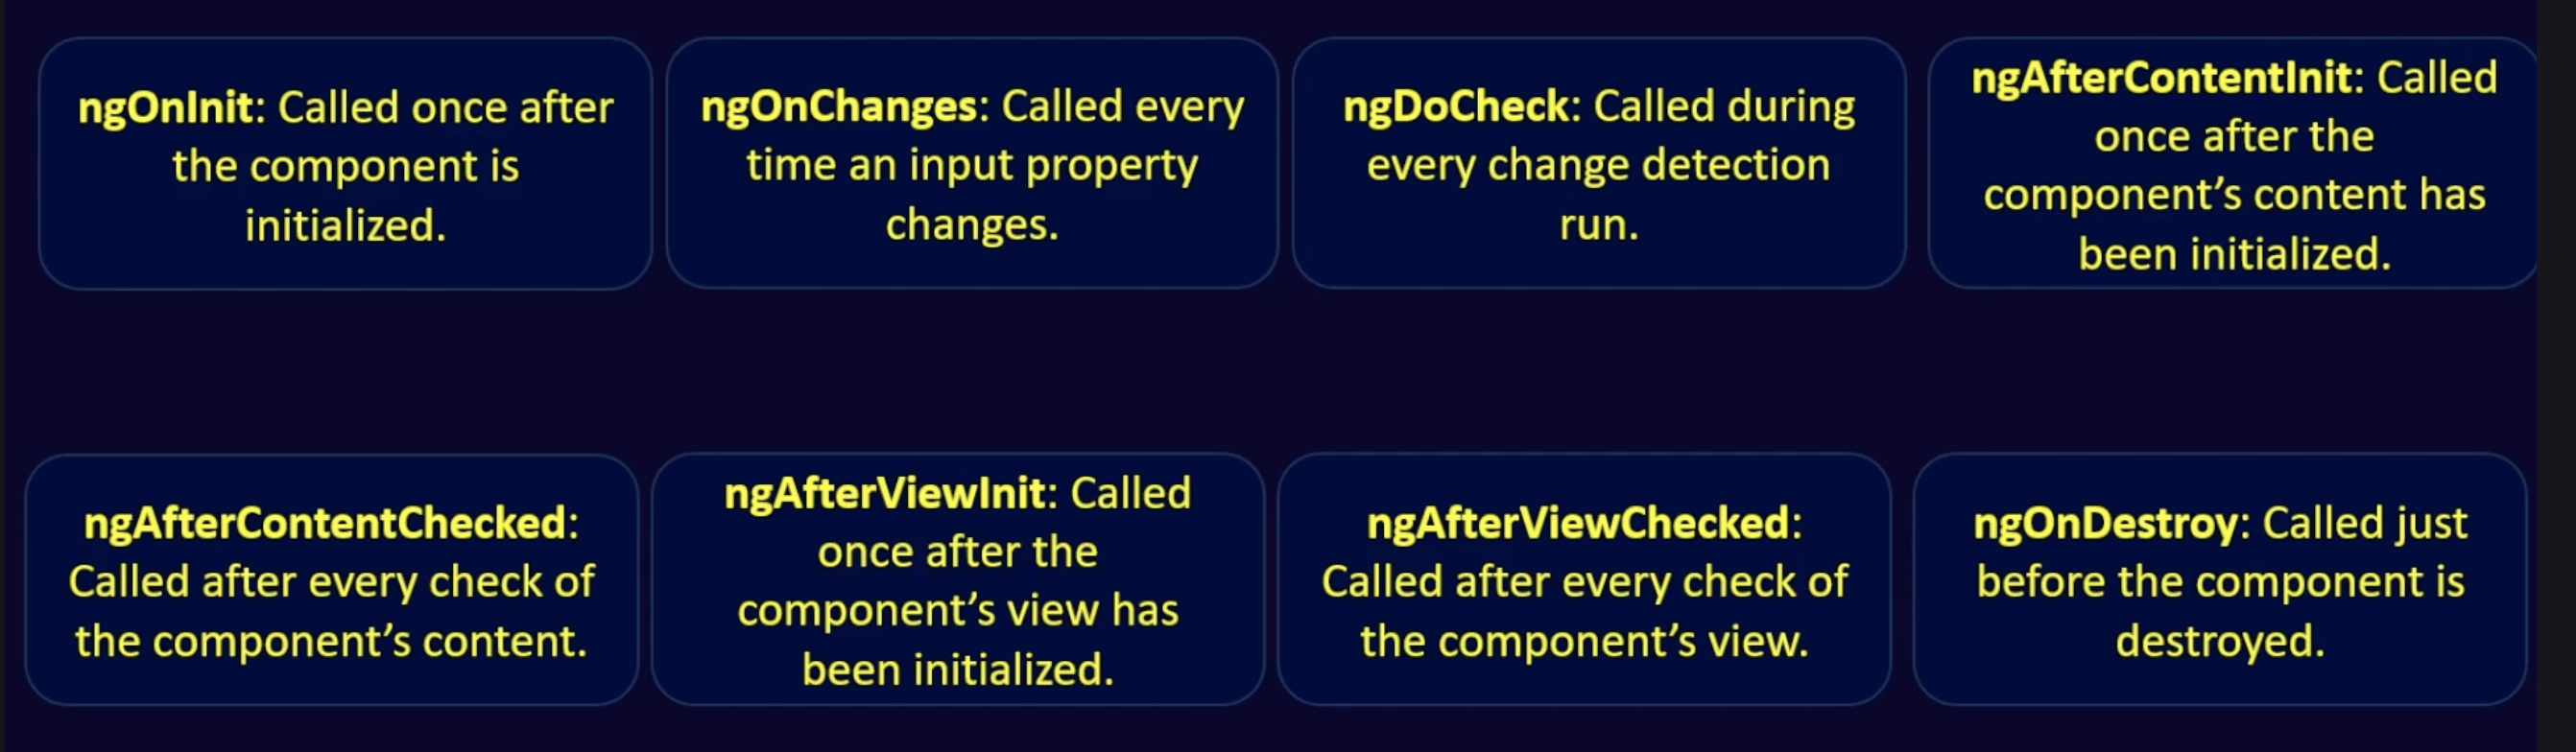 ngOnInit: Called once after
the component is
initialized.
ngOnChanges: Called every
time an input property
changes.
ngDoCheck: Called during
every change detection
run.
ngAfterContentInit: Called
once after the
component’s content has
been initialized.
ngAfterContentChecked:
Called after every check of
the component’s content.
ngAfterViewInit: Called
once after the
component’s view has
been initialized.
ngAfterViewChecked:
Called after every check of
the component’s view.
ngOnDestroy: Called just
before the component is
destroyed.